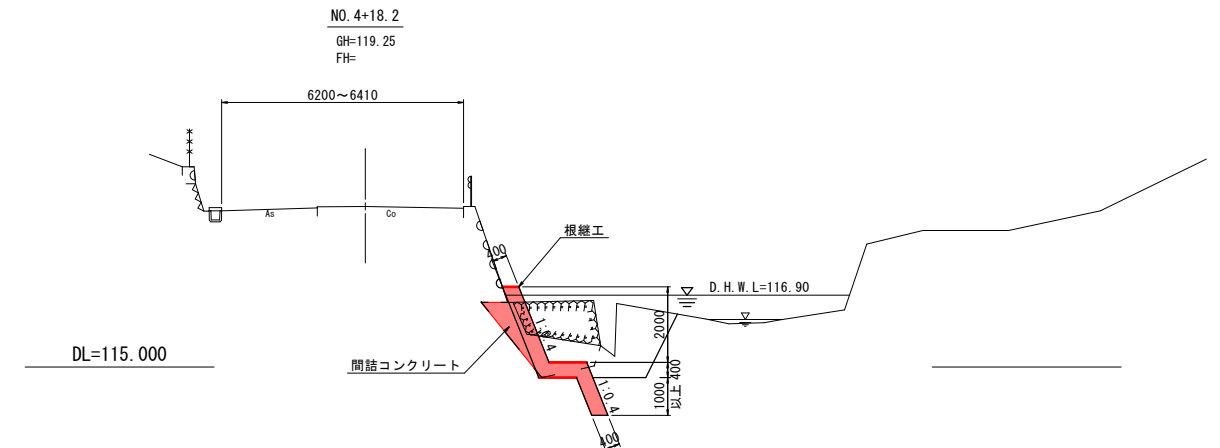 NO.4+18.2
GH=119.25
FH=
6200～6410
As
Co
根継工
400
D.H.W.L=116.90
2000
1:0.4
DL=115.000
間詰コンクリート
400
1:0.4
1000
以上
400